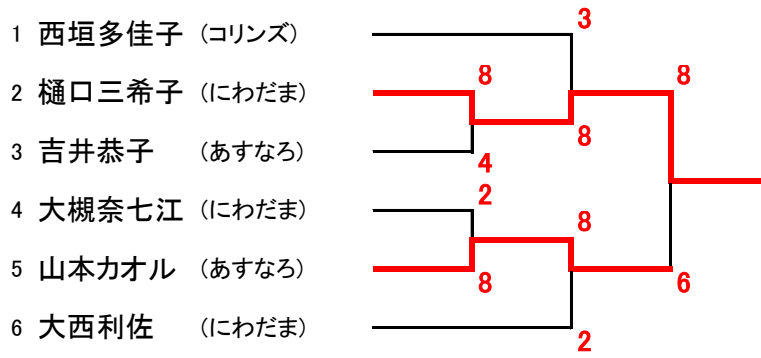 1 西垣多佳子 (コリンズ) 3
2 樋口三希子 (にわだま) 8 8
8
3 吉井恭子 (あすなろ) 4
4 大槻奈七江 (にわだま) 2
8
5 山本カオル (あすなろ) 8 6
6 大西利佐 (にわだま) 2